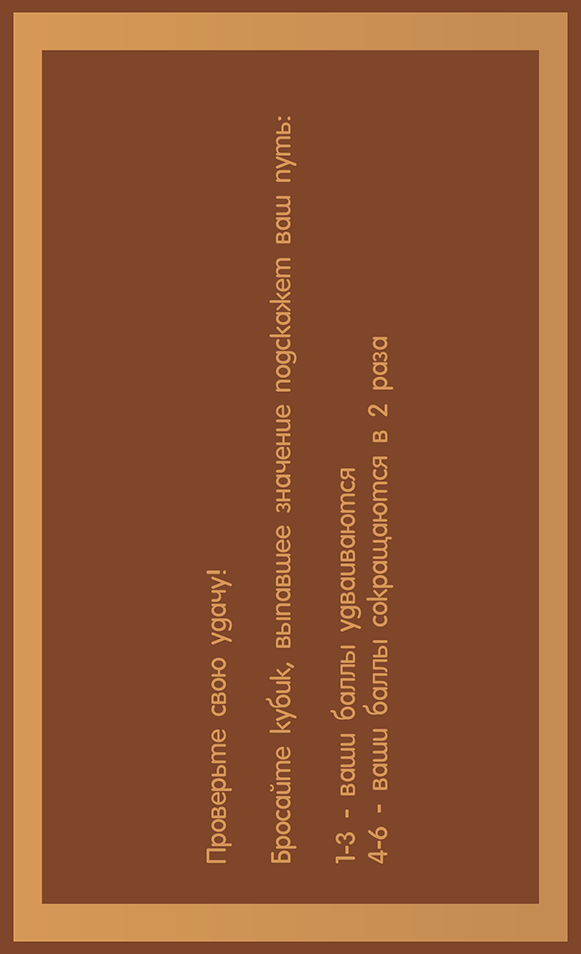 Проверьте свою удачу!
Бросайте кубик, выпавшее значение подскажет ваш путь:
1-3 - ваши баллы удваиваются
4-6 - ваши баллы сокращаются в 2 раза